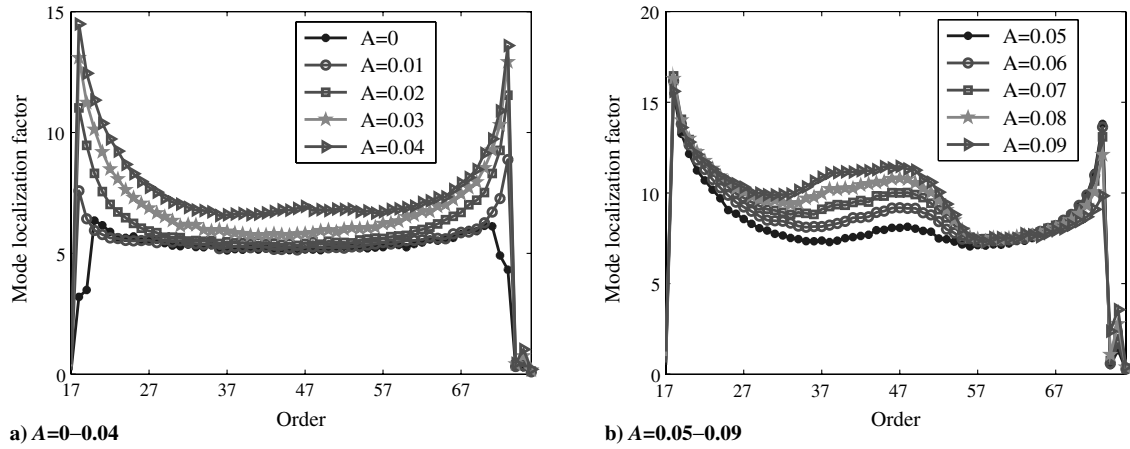 15
10
5
0
Mode localization factor
A=0
A=0.01
A=0.02
A=0.03
A=0.04
17 27 37 47 57 67
Order
a) A=0–0.04
20
15
10
5
0
Mode localization factor
A=0.05
A=0.06
A=0.07
A=0.08
A=0.09
17 27 37 47 57 67
Order
b) A=0.05–0.09